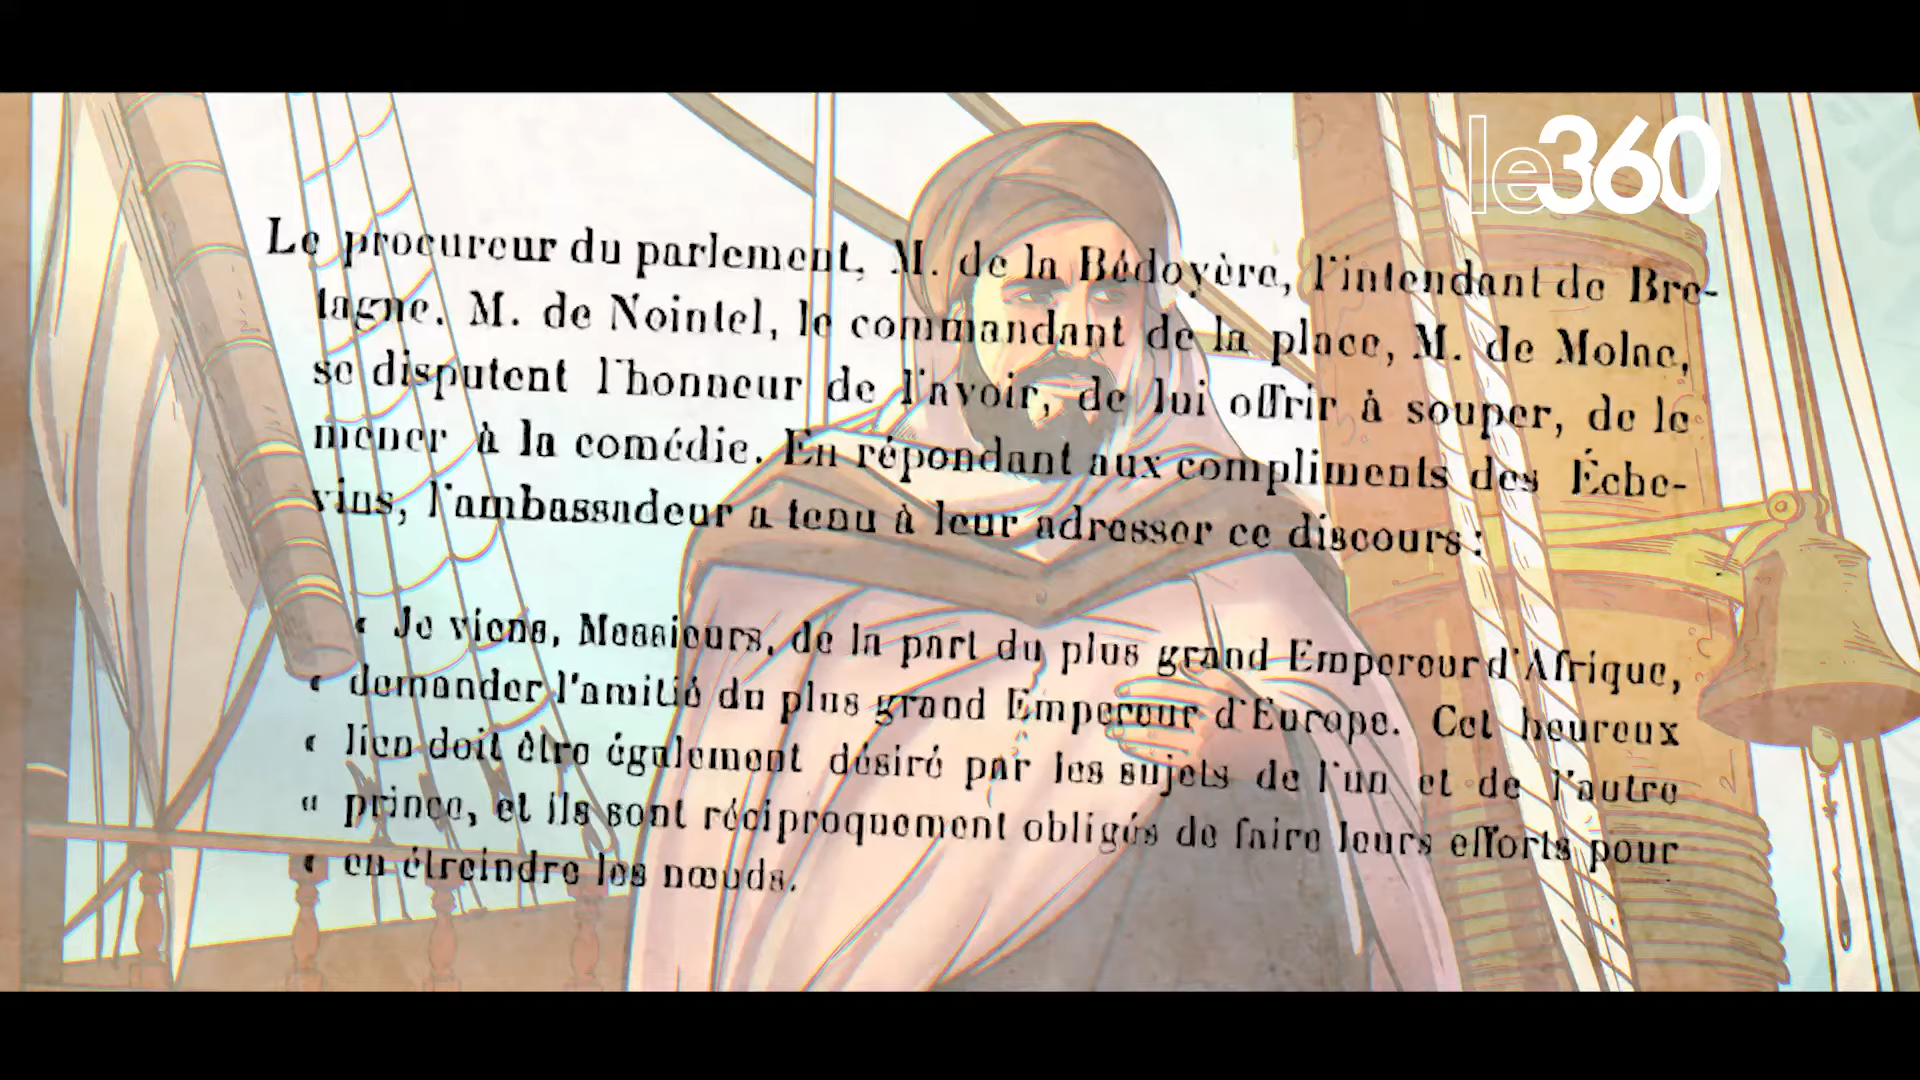 le360
Le procureur du parlement, M. de la Bédoyère, l'intendant de Bre-
tagne. M. de Nointel, le commandant de la place, M. de Molac,
se disputent l'honneur de l'avoir, de lui offrir à souper, de le
mener à la comédie. En répondant aux compliments des Éche-
vins, l'ambassadeur a tenu à leur adresser ce discours :
« Je viens, Messieurs, de la part du plus grand Empereur d'Afrique,
« demander l'amitié du plus grand Empereur d'Europe. Cet heureux
« lien doit être également désiré par les sujets de l'un et de l'autre
« prince, et ils sont réciproquement obligés de faire leurs efforts pour
« en étreindre les nœuds.